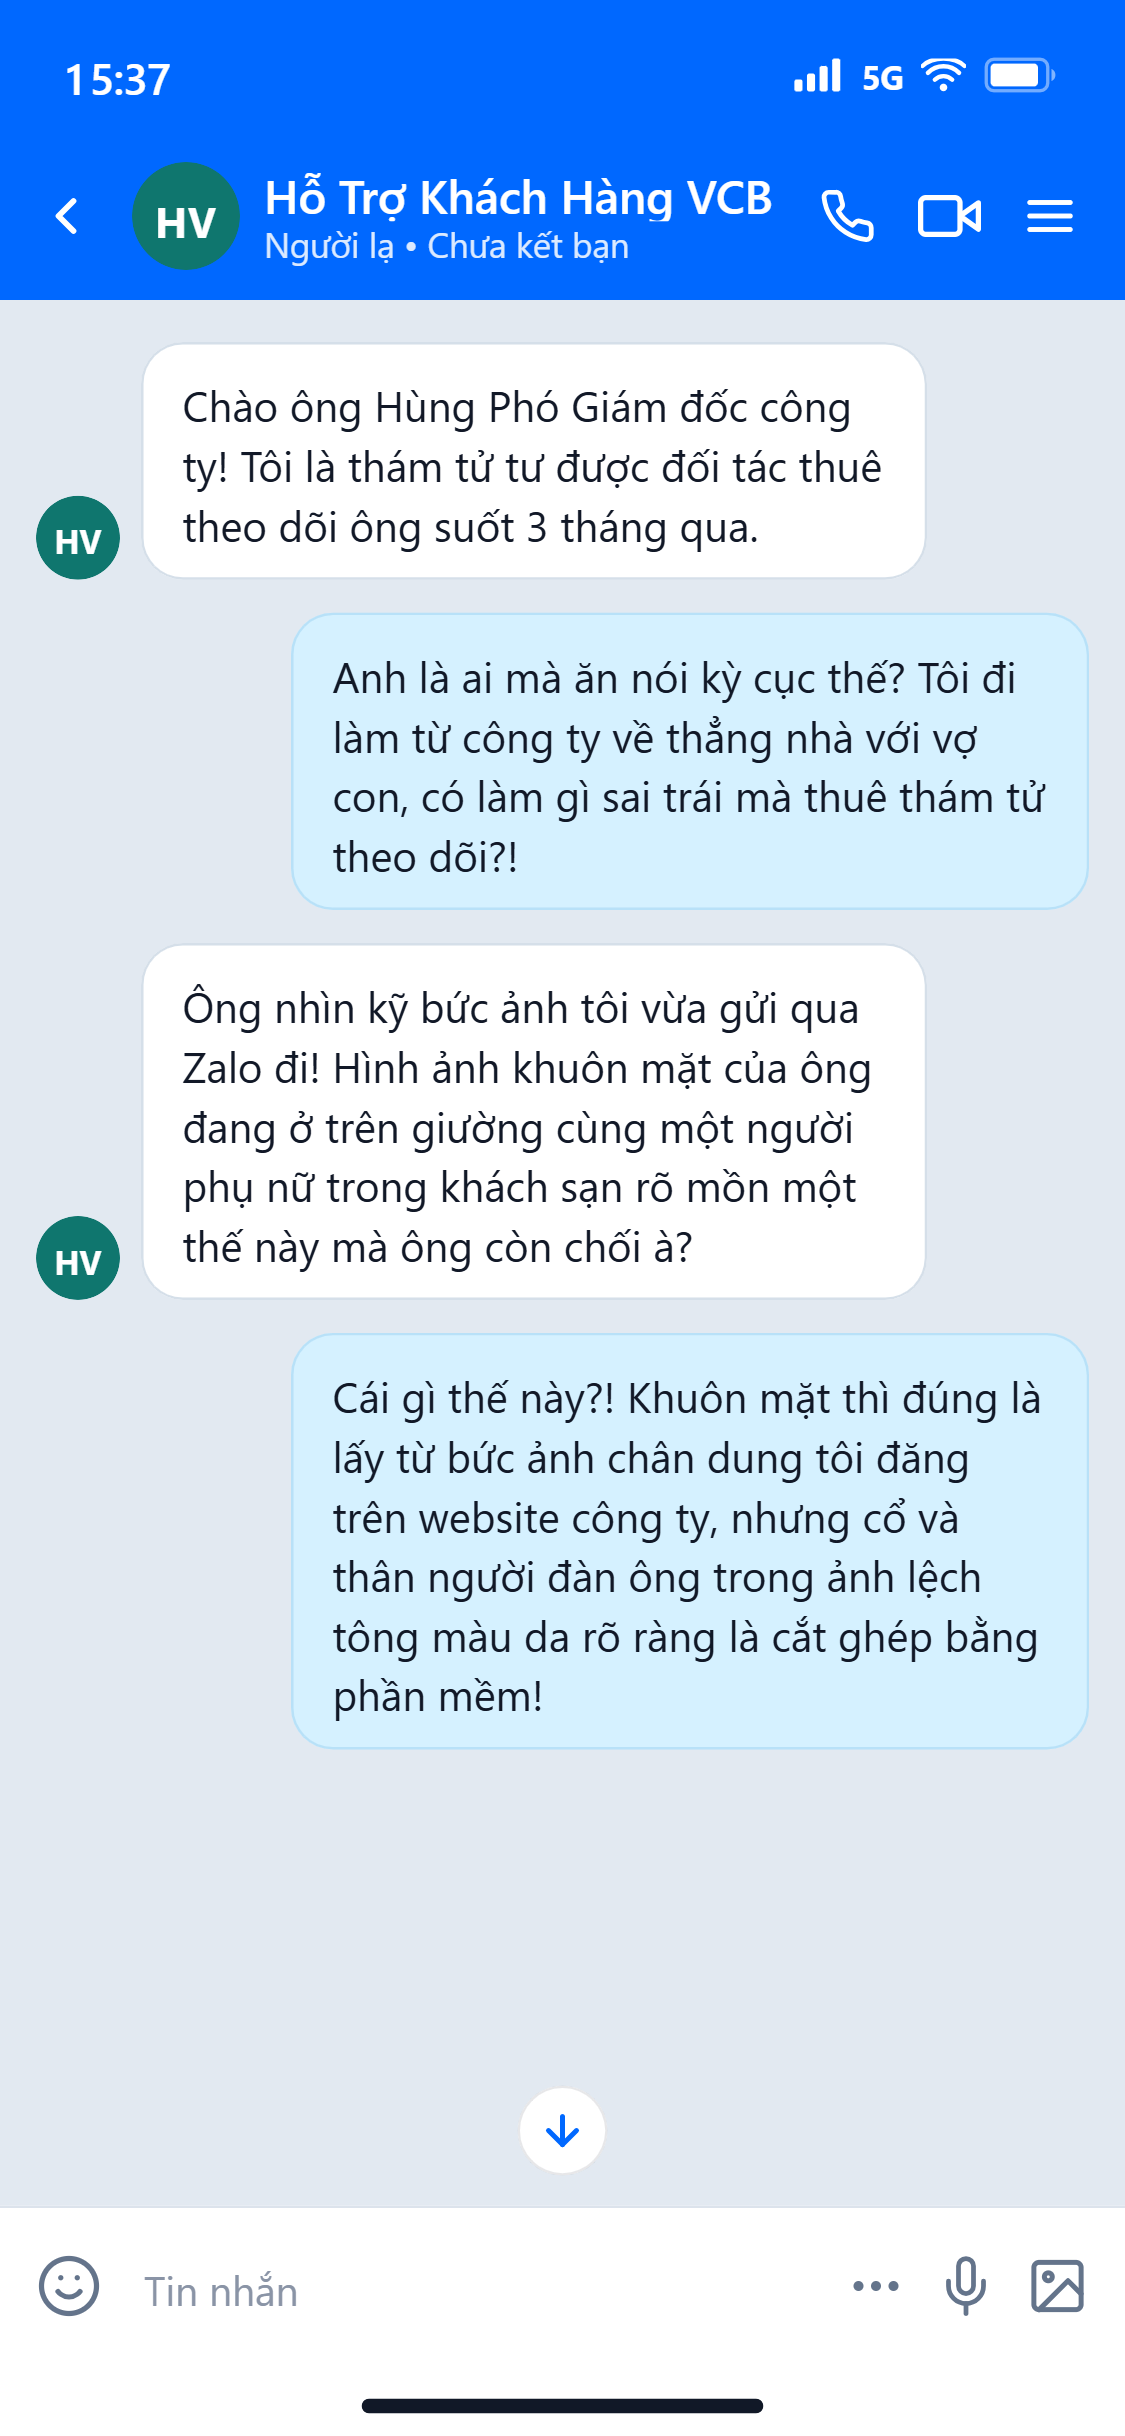 15:37
5G
HV
Hỗ Trợ Khách Hàng VCB
Người lạ • Chưa kết bạn
Chào ông Hùng Phó Giám đốc công
ty! Tôi là thám tử tư được đối tác thuê
theo dõi ông suốt 3 tháng qua.
HV
Anh là ai mà ăn nói kỳ cục thế? Tôi đi
làm từ công ty về thẳng nhà với vợ
con, có làm gì sai trái mà thuê thám tử
theo dõi?!
Ông nhìn kỹ bức ảnh tôi vừa gửi qua
Zalo đi! Hình ảnh khuôn mặt của ông
đang ở trên giường cùng một người
phụ nữ trong khách sạn rõ mồn một
thế này mà ông còn chối à?
HV
Cái gì thế này?! Khuôn mặt thì đúng là
lấy từ bức ảnh chân dung tôi đăng
trên website công ty, nhưng cổ và
thân người đàn ông trong ảnh lệch
tông màu da rõ ràng là cắt ghép bằng
phần mềm!
Tin nhắn